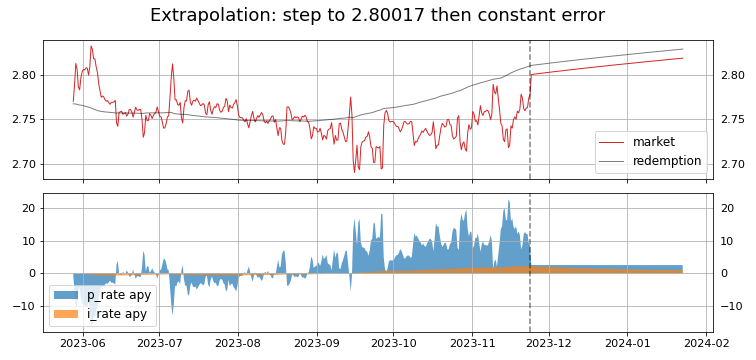 Extrapolation: step to 2.80017 then constant error
2.80
2.75
2.70
2.80
2.75
2.70
market
redemption
20
10
0
−10
20
10
0
−10
p_rate apy
i_rate apy
2023-06 2023-07 2023-08 2023-09 2023-10 2023-11 2023-12 2024-01 2024-02